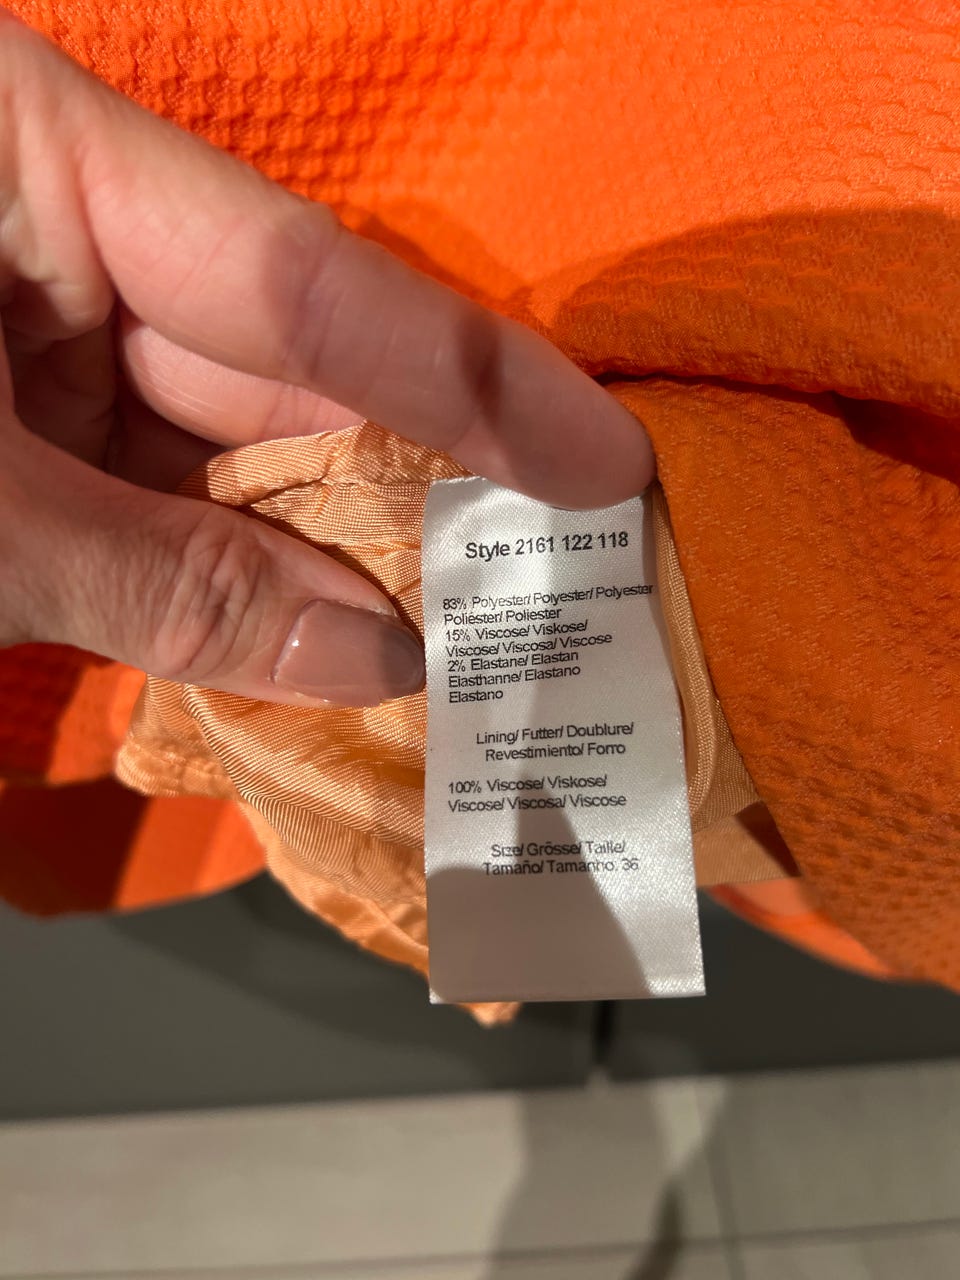 Style 2161 122 118
83% Polyester/ Polyester/ Polyester
Poliéster/ Poliester
15% Viscose/ Viskose/
Viscose/ Viscosa/ Viscose
2% Elastane/ Elastan
Elasthanne/ Elastano
Elastano
Lining/ Futter/ Doublure/
Revestimiento/ Forro
100% Viscose/ Viskose/
Viscose/ Viscosa/ Viscose
Size/ Grösse/ Taille/
Tamaño/ Tamanho. 36